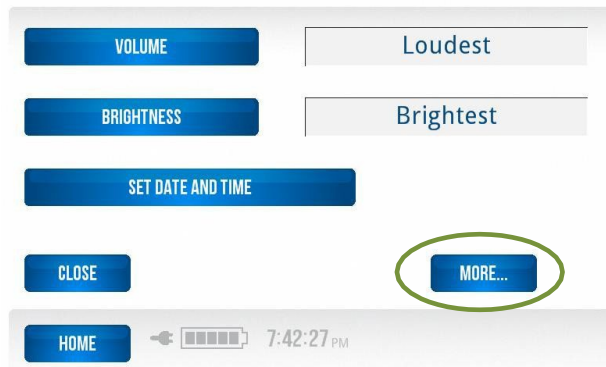 VOLUME Loudest
BRIGHTNESS Brightest
SET DATE AND TIME
CLOSE MORE...
HOME 7:42:27 PM